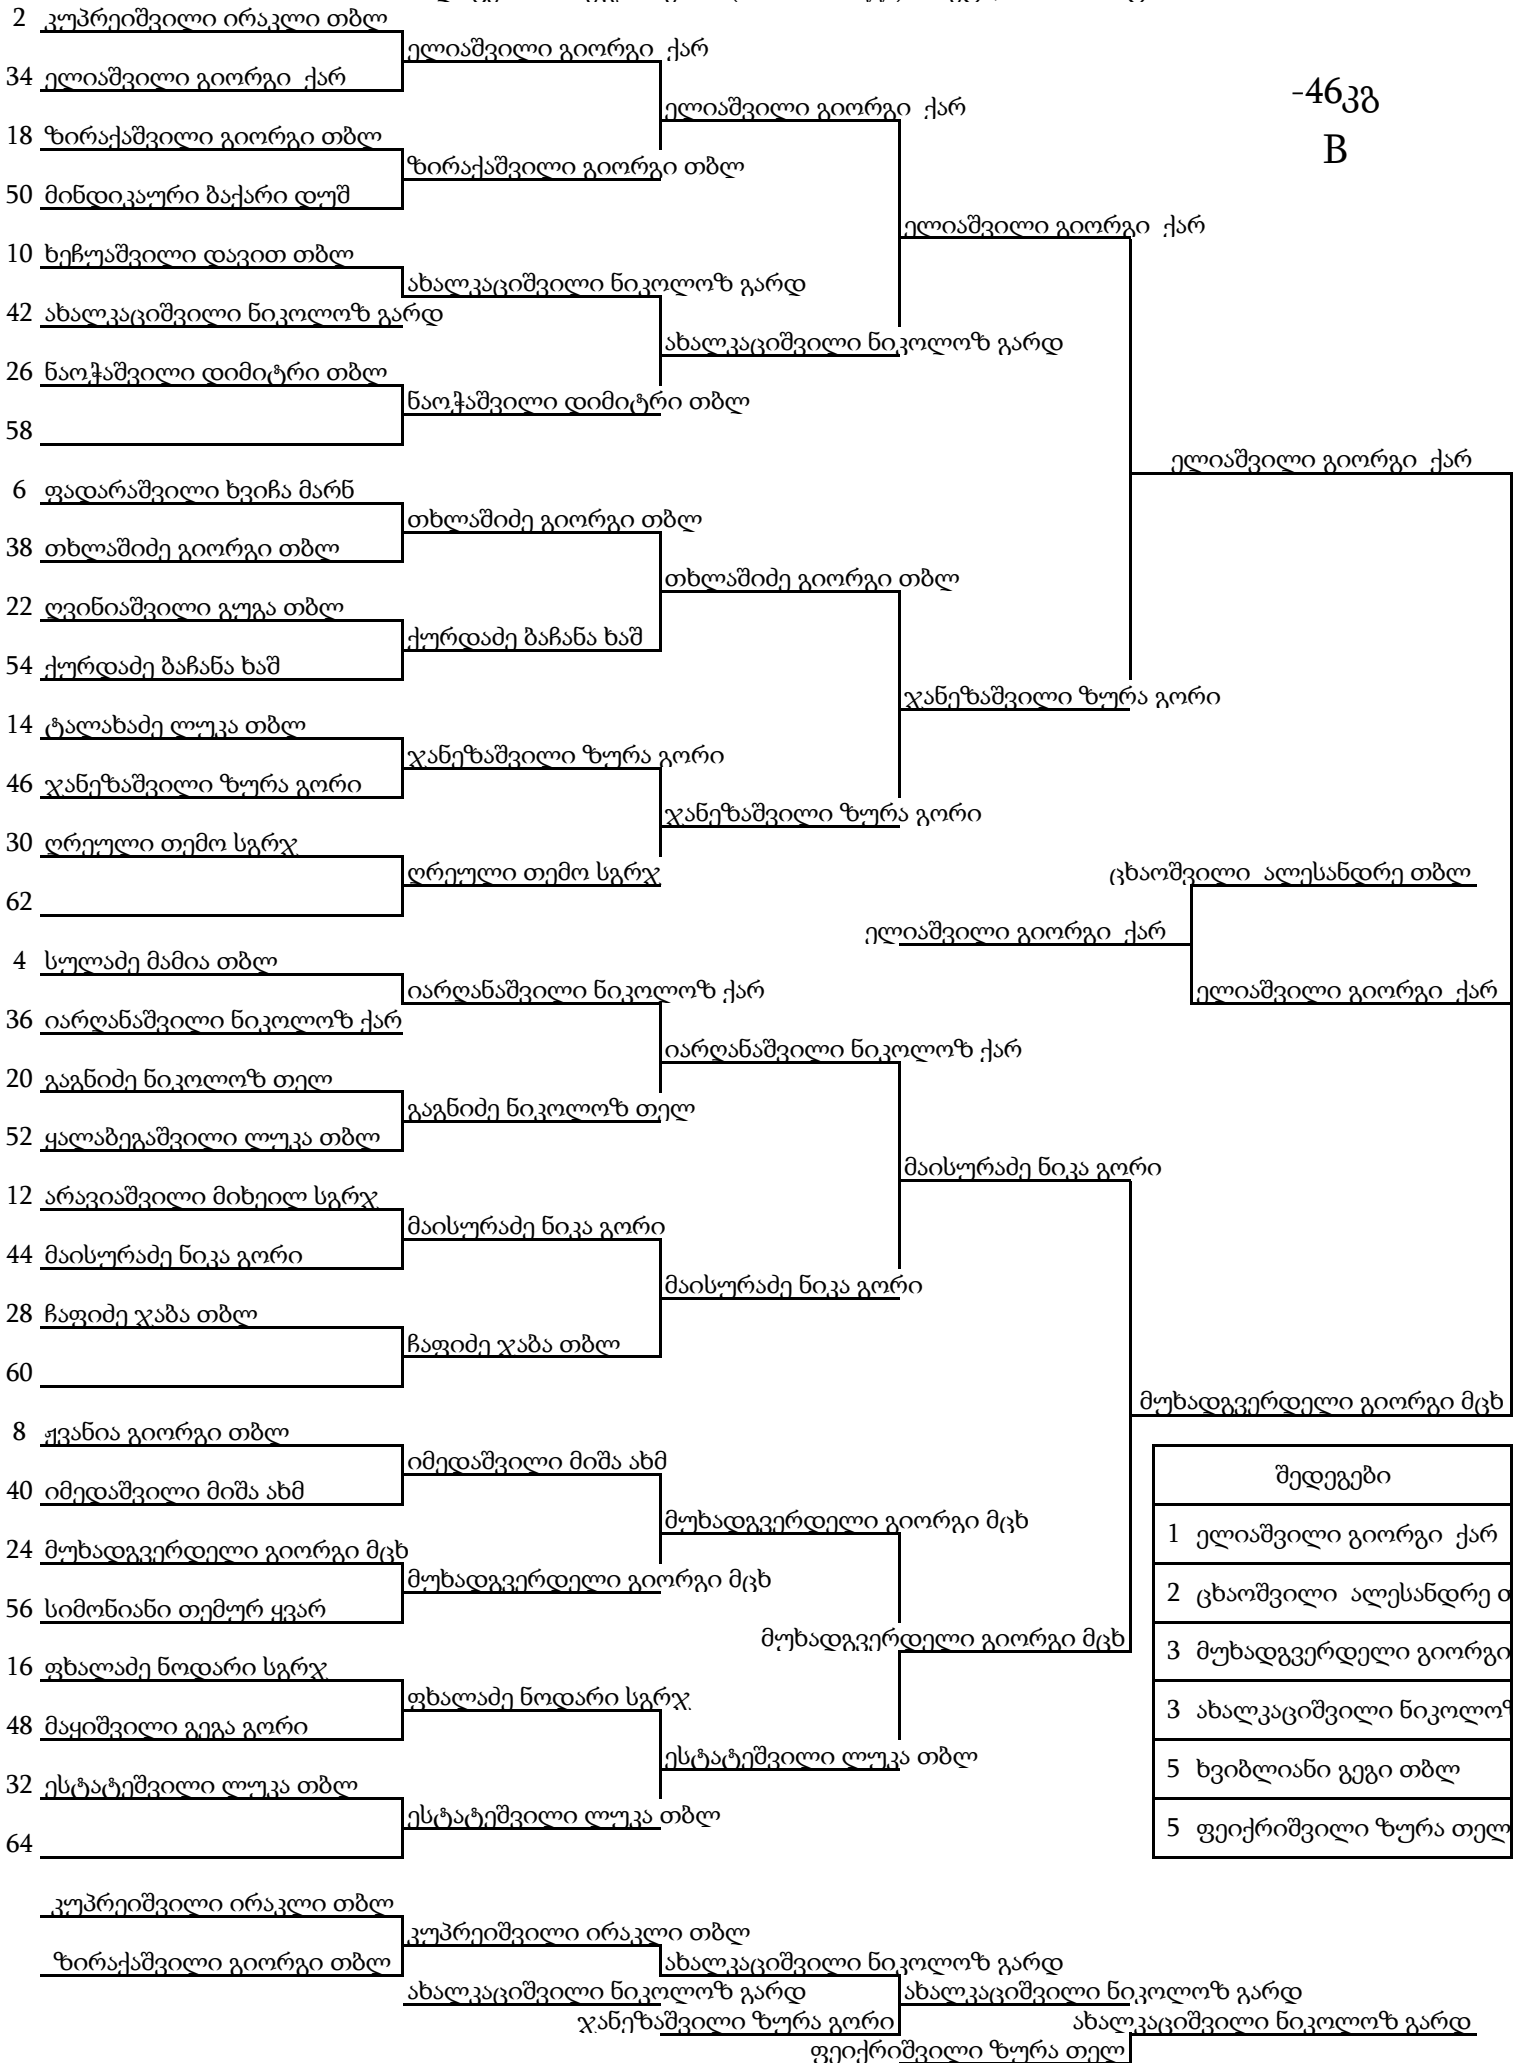 2 კუპრეიშვილი ირაკლი თბლ
ელიაშვილი გიორგი ქარ
34 ელიაშვილი გიორგი ქარ
-46კგ
ელიაშვილი გიორგი ქარ
18 ზირაქაშვილი გიორგი თბლ
B
ზირაქაშვილი გიორგი თბლ
50 მინდიკაური ბაქარი დუშ
ელიაშვილი გიორგი ქარ
10 ხეჩუაშვილი დავით თბლ
ახალკაციშვილი ნიკოლოზ გარდ
42 ახალკაციშვილი ნიკოლოზ გარდ
ახალკაციშვილი ნიკოლოზ გარდ
26 ნაოჭაშვილი დიმიტრი თბლ
ნაოჭაშვილი დიმიტრი თბლ
58
ელიაშვილი გიორგი ქარ
6 ფადარაშვილი ხვიჩა მარნ
თხლაშიძე გიორგი თბლ
38 თხლაშიძე გიორგი თბლ
თხლაშიძე გიორგი თბლ
22 ღვინიაშვილი გუგა თბლ
ქურდაძე ბაჩანა ხაშ
54 ქურდაძე ბაჩანა ხაშ
ჯანეზაშვილი ზურა გორი
14 ტალახაძე ლუკა თბლ
ჯანეზაშვილი ზურა გორი
46 ჯანეზაშვილი ზურა გორი
ჯანეზაშვილი ზურა გორი
30 ღრეული თემო სგრჯ
ღრეული თემო სგრჯ
ცხაოშვილი ალესანდრე თბლ
62
ელიაშვილი გიორგი ქარ
4 სულაძე მამია თბლ
იარღანაშვილი ნიკოლოზ ქარ
ელიაშვილი გიორგი ქარ
36 იარღანაშვილი ნიკოლოზ ქარ
იარღანაშვილი ნიკოლოზ ქარ
20 გაგნიძე ნიკოლოზ თელ
გაგნიძე ნიკოლოზ თელ
52 ყალაბეგაშვილი ლუკა თბლ
მაისურაძე ნიკა გორი
12 არავიაშვილი მიხეილ სგრჯ
მაისურაძე ნიკა გორი
44 მაისურაძე ნიკა გორი
მაისურაძე ნიკა გორი
28 ჩაფიძე ჯაბა თბლ
ჩაფიძე ჯაბა თბლ
60
მუხადგვერდელი გიორგი მცხ
8 ჟვანია გიორგი თბლ
იმედაშვილი მიშა ახმ
შედეგები
40 იმედაშვილი მიშა ახმ
მუხადგვერდელი გიორგი მცხ
1 ელიაშვილი გიორგი ქარ
24 მუხადგვერდელი გიორგი მცხ
მუხადგვერდელი გიორგი მცხ
2 ცხაოშვილი ალესანდრე
56 სიმონიანი თემურ ყვარ
მუხადგვერდელი გიორგი მცხ
3 მუხადგვერდელი გიორგი
16 ფხალაძე ნოდარი სგრჯ
ფხალაძე ნოდარი სგრჯ
3 ახალკაციშვილი ნიკოლოზ
48 მაყიშვილი გეგა გორი
ესტატეშვილი ლუკა თბლ
5 ხვიბლიანი გეგი თბლ
32 ესტატეშვილი ლუკა თბლ
ესტატეშვილი ლუკა თბლ
5 ფეიქრიშვილი ზურა თელ
64
კუპრეიშვილი ირაკლი თბლ
კუპრეიშვილი ირაკლი თბლ
ზირაქაშვილი გიორგი თბლ
ახალკაციშვილი ნიკოლოზ გარდ
ახალკაციშვილი ნიკოლოზ გარდ
ახალკაციშვილი ნიკოლოზ გარდ
ჯანეზაშვილი ზურა გორი
ახალკაციშვილი ნიკოლოზ გარდ
ფეიქრიშვილი ზურა თელ